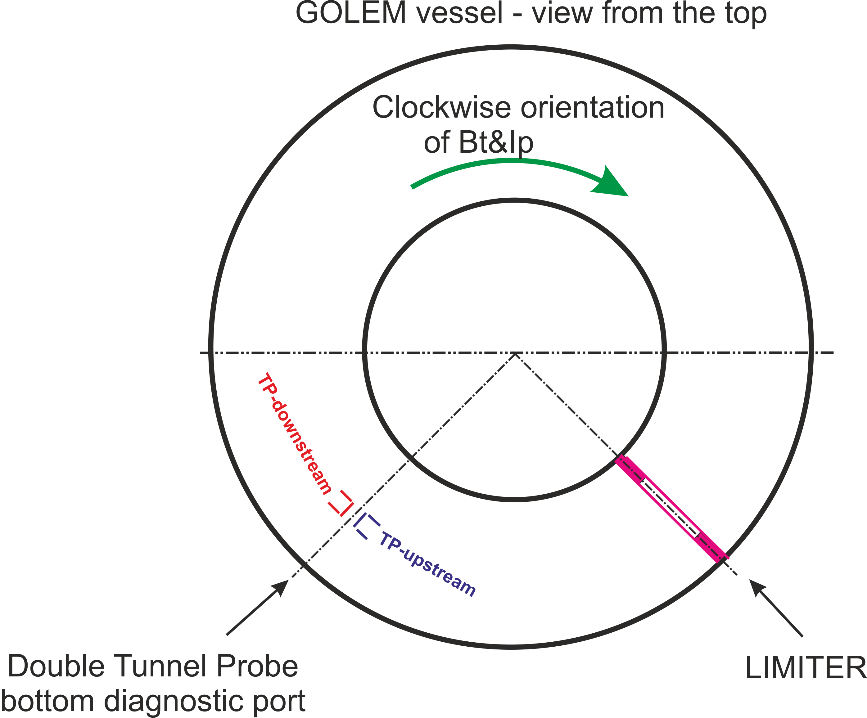 GOLEM vessel - view from the top
Clockwise orientation
of Bt&Ip
TP-downstream
TP-upstream
Double Tunnel Probe
bottom diagnostic port
LIMITER